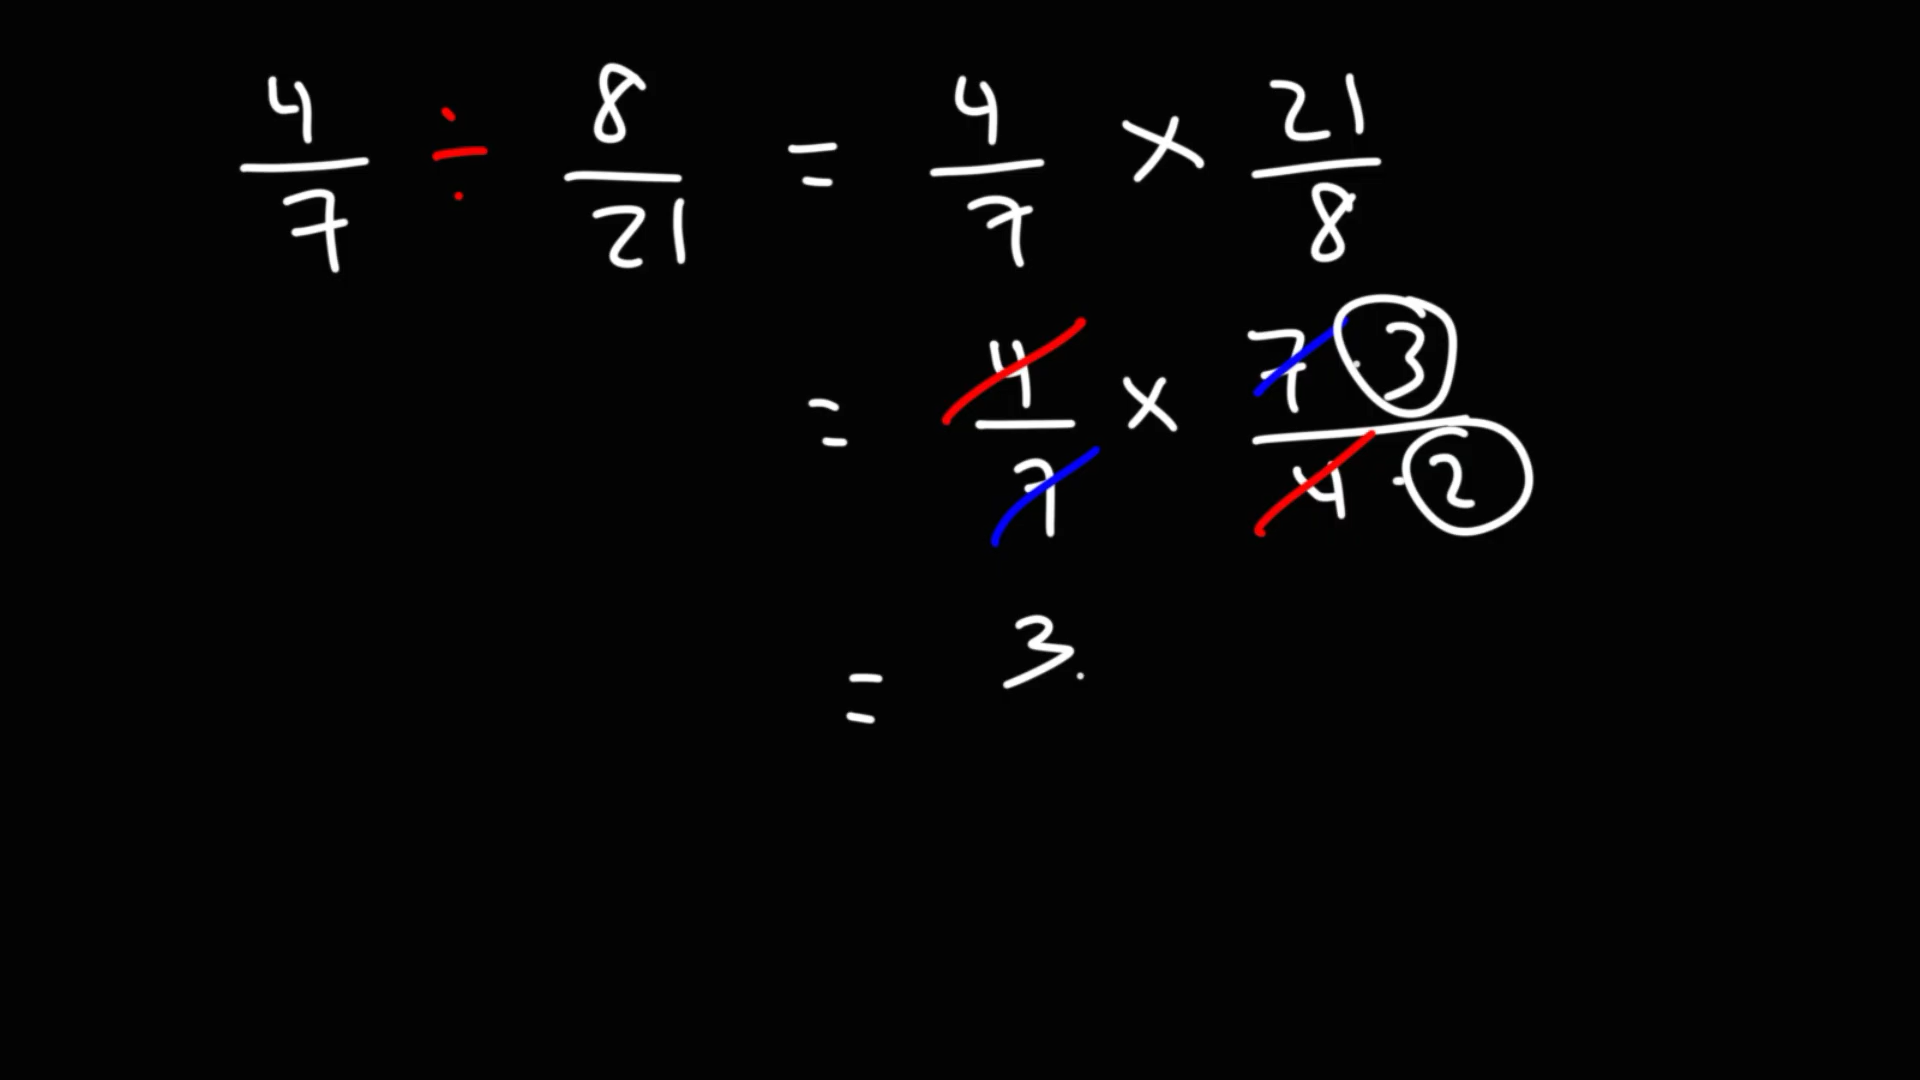 4/7 ÷ 8/21 = 4/7 × 21/8
= 4/7 × 7·3/4·2
= 3.